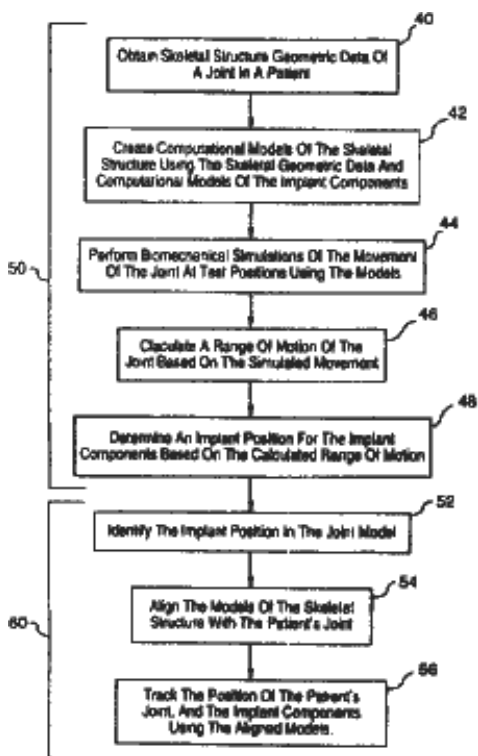 40
Obtain Skeletal Structure Geometric Data Of
A Joint In A Patient
42
Create Computational Models Of The Skeletal
Structure Using The Skeletal Geometric Data And
Computational Models Of The Implant Components
44
Perform Biomechanical Simulations Of The Movement
Of The Joint At Test Positions Using The Models
50
46
Claculate A Range Of Motion Of The
Joint Based On The Simulated Movement
48
Determine An Implant Position For The Implant
Components Based On The Calculated Range Of Motion
52
Identify The Implant Position In The Joint Model
54
Align The Models Of The Skeletal
Structure With The Patient's Joint
60
56
Track The Position Of The Patient's
Joint, And The Implant Components
Using The Aligned Models.